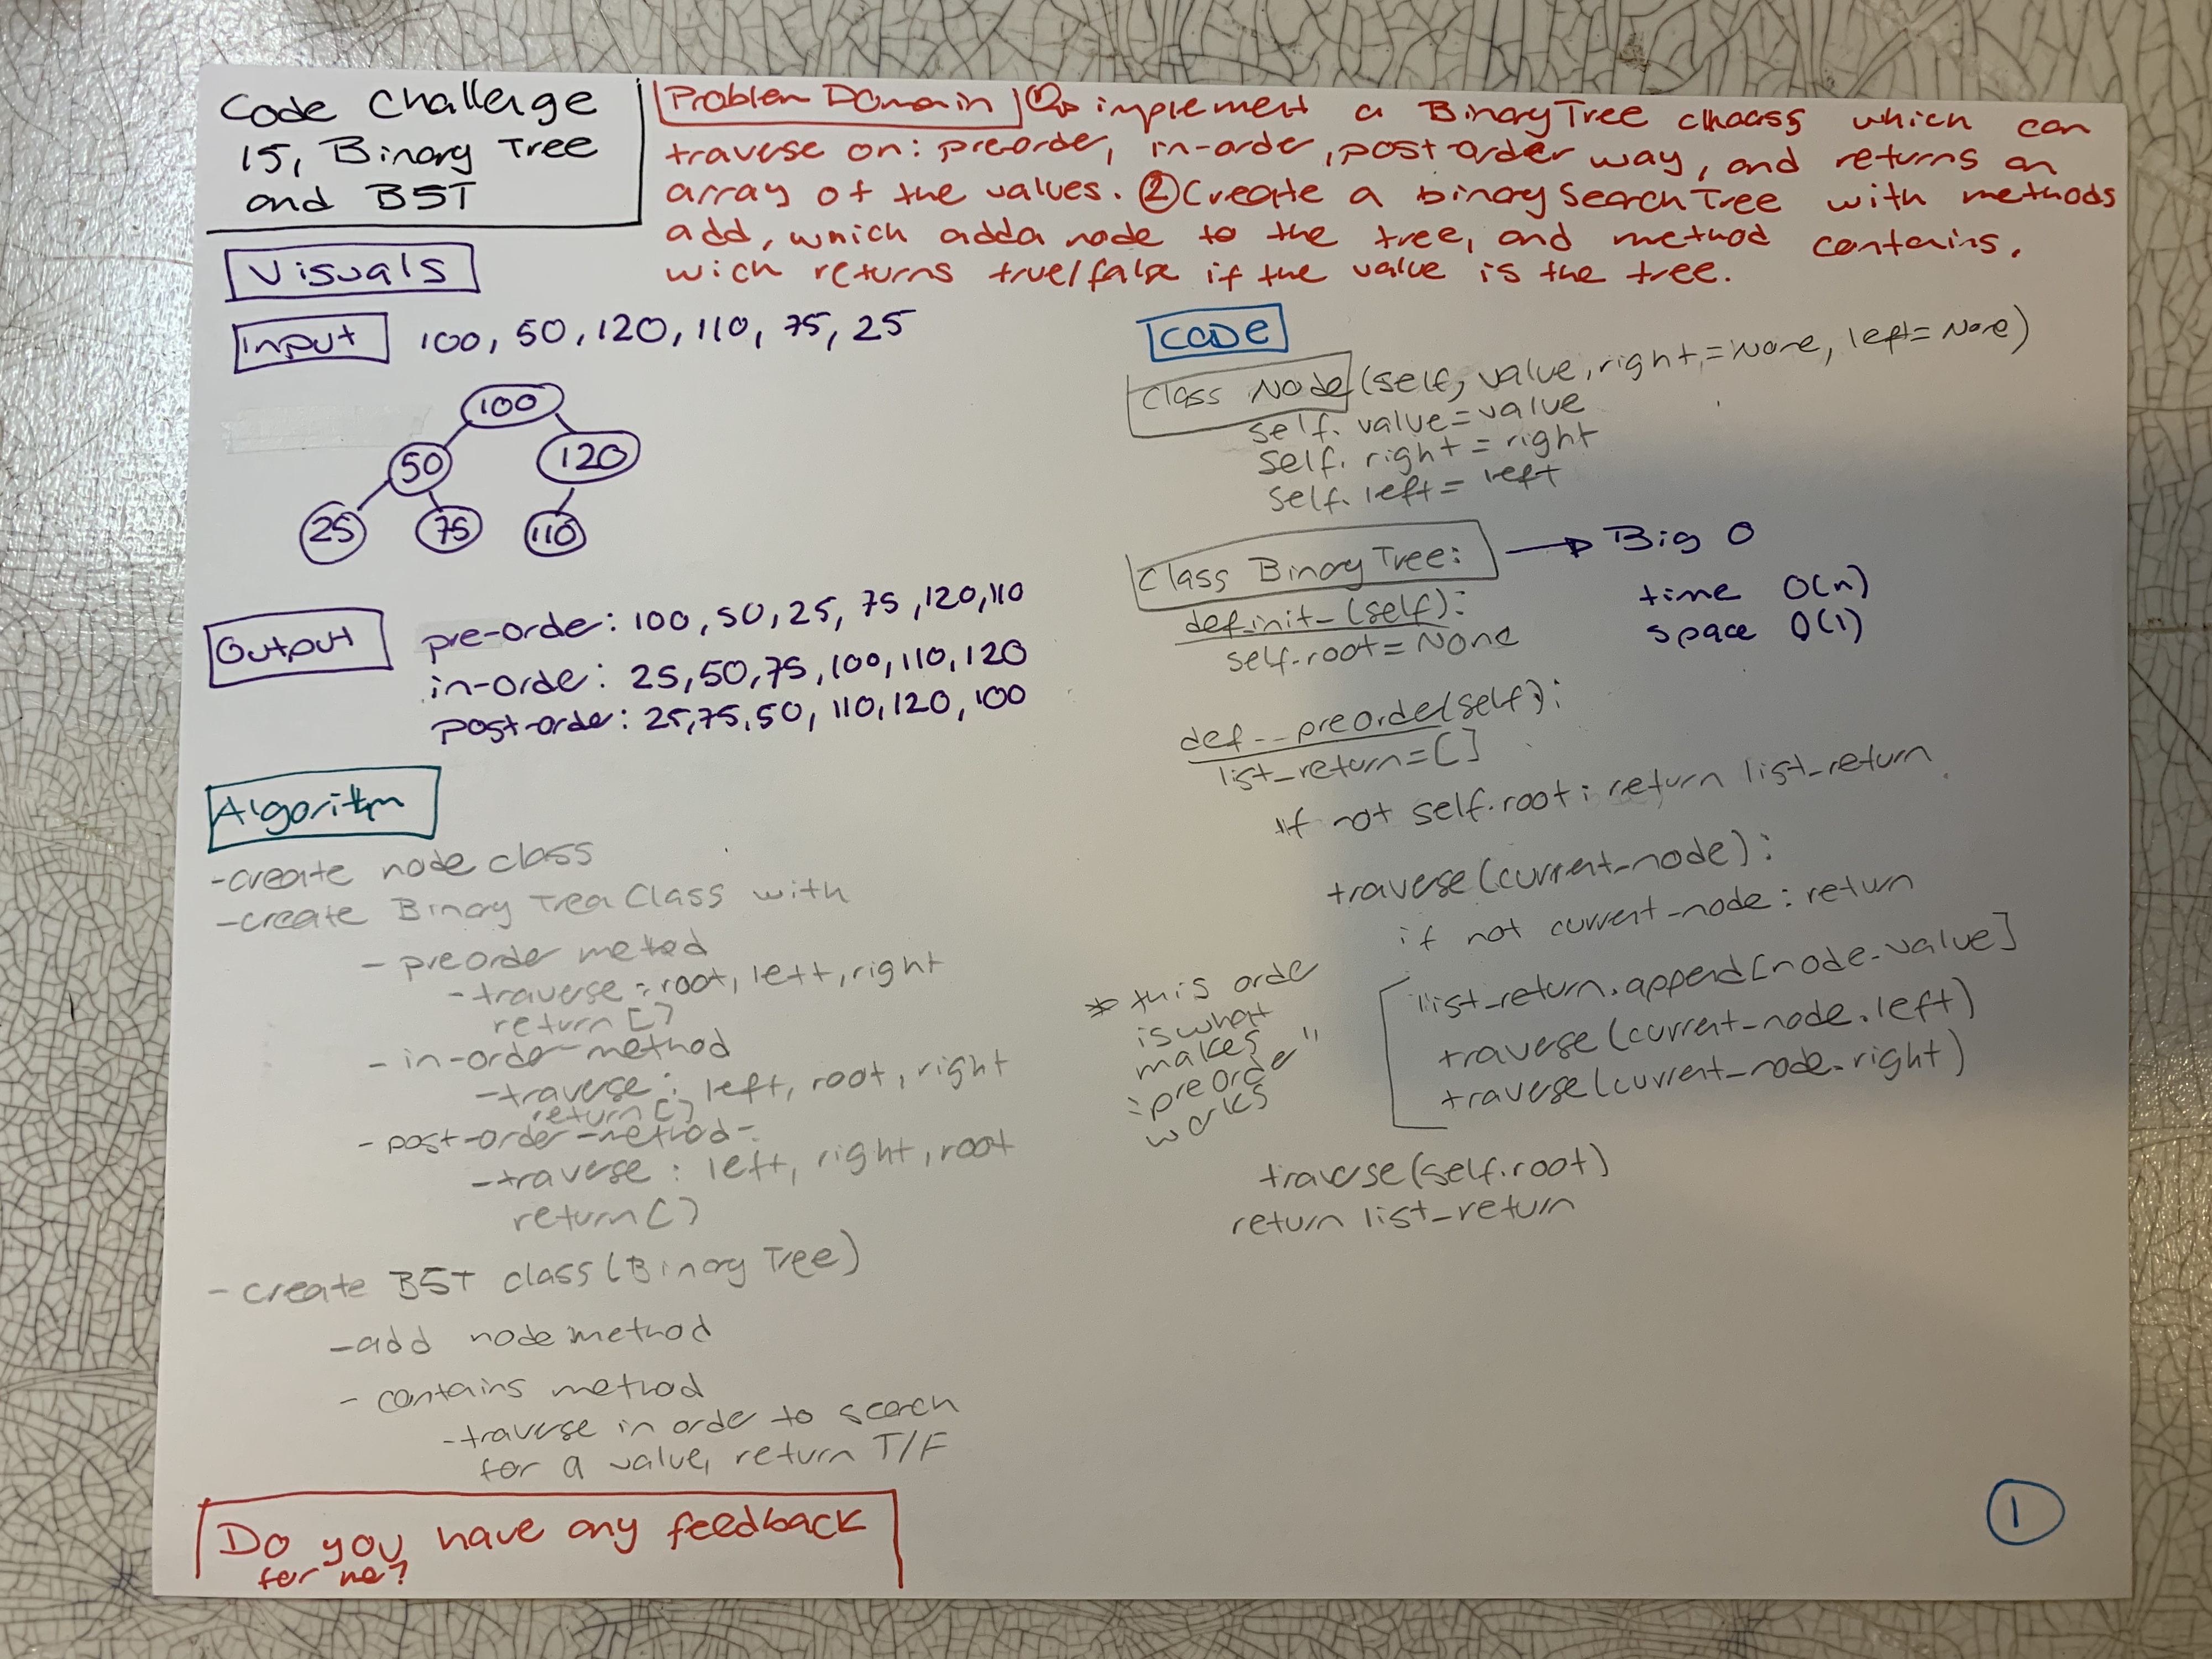 Code Challenge
15, Binary Tree
and BST
Problem Domain ① implement a BinaryTree class which can
traverse on: pre-order, in-order, post order way, and returns an
array of the values. ② Create a binary Search Tree with methods
add, which adda node to the tree, and method contains,
wich returns true/false if the value is the tree.
Visuals
Input 100, 50, 120, 110, 75, 25
100
50 120
25 75 110
Output
pre-order: 100, 50, 25, 75, 120, 110
in-order: 25, 50, 75, 100, 110, 120
post-order: 25, 75, 50, 110, 120, 100
Algorithm
-create node class
-create Binary Tree Class with
- preorder method
-traverse: root, left, right
return []
- in-order-method
-traverse: left, root, right
return []
- post-order-method-:
-traverse: left, right, root
return []
- create BST class (Binary Tree)
-add node method
- contains method
-traverse in order to search
for a value, return T/F
Do you have any feedback
for me?
CODE
Class Node (self, value, right=None, left=None)
self.value=value
self.right=right
self.left=left
Class Binary Tree: → Big O
time O(n)
space O(1)
def_init_(self):
self.root=None
def__preorder(self):
list_return=[]
if not self.root: return list_return
traverse(current_node):
if not current-node: return
list_return.append[node.value]
traverse(current_node.left)
traverse(current_node.right)
* this order
is what
makes
"preorder"
works
traverse(self.root)
return list_return
1